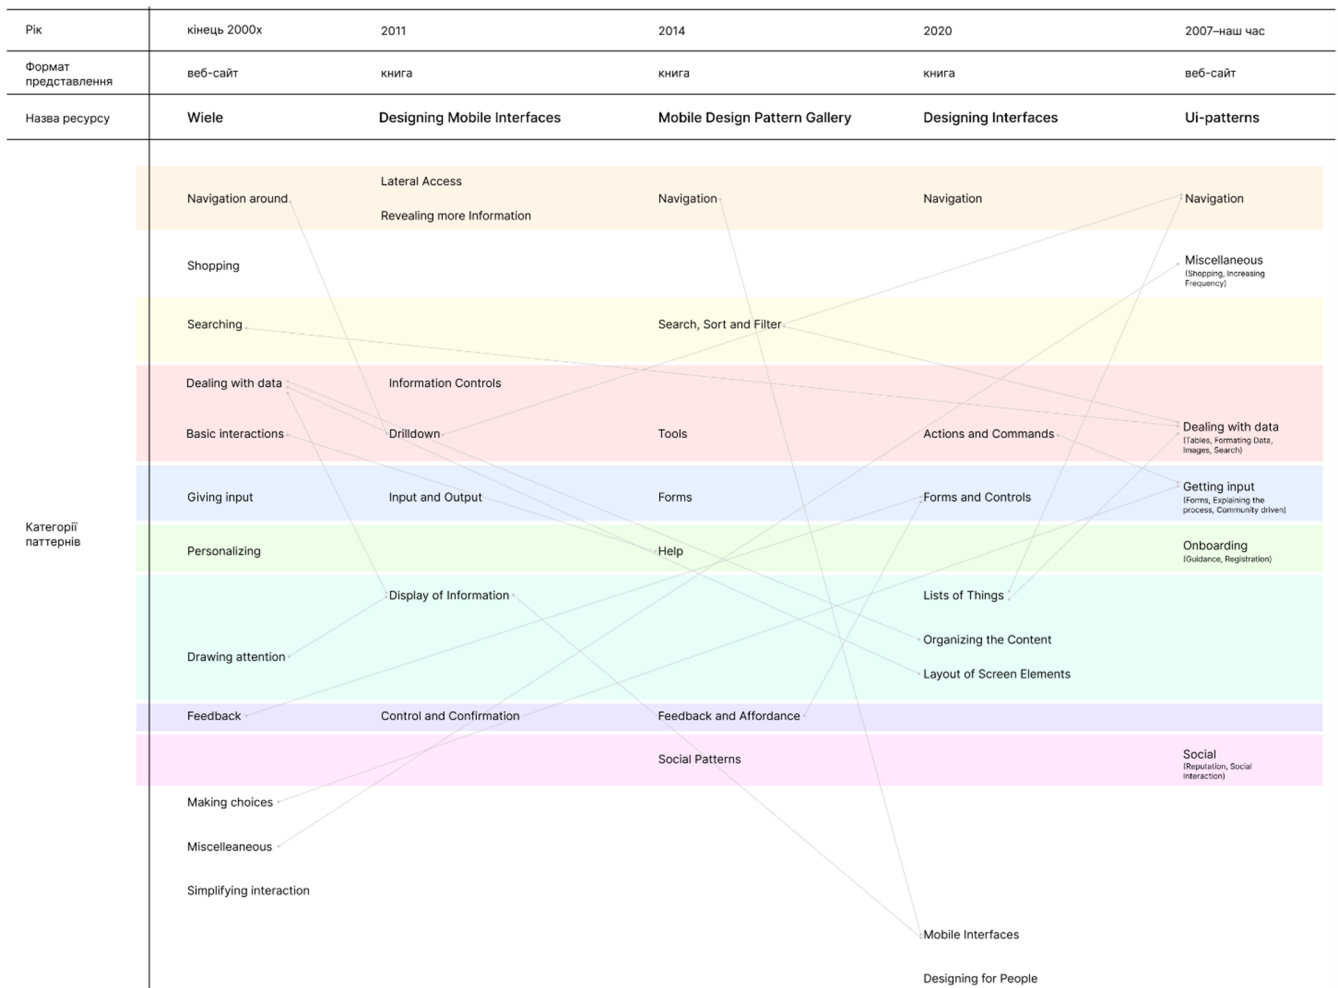 Рік
кінець 2000х
2011
2014
2020
2007–наш час
Формат
представлення
веб-сайт
книга
книга
книга
веб-сайт
Назва ресурсу
Wiele
Designing Mobile Interfaces
Mobile Design Pattern Gallery
Designing Interfaces
Ui-patterns
Категорії
паттернів
Navigation around
Lateral Access
Revealing more Information
Navigation
Navigation
Navigation
Shopping
Miscellaneous
(Shopping, Increasing
Frequency)
Searching
Search, Sort and Filter
Dealing with data
Information Controls
Basic interactions
Drilldown
Tools
Actions and Commands
Dealing with data
(Tables, Formating Data,
Images, Search)
Giving input
Input and Output
Forms
Forms and Controls
Getting input
(Forms, Explaining the
process, Community driven)
Personalizing
Help
Onboarding
(Guidance, Registration)
Display of Information
Lists of Things
Organizing the Content
Drawing attention
Layout of Screen Elements
Feedback
Control and Confirmation
Feedback and Affordance
Social Patterns
Social
(Reputation, Social
Interaction)
Making choices
Miscelleaneous
Simplifying interaction
Mobile Interfaces
Designing for People